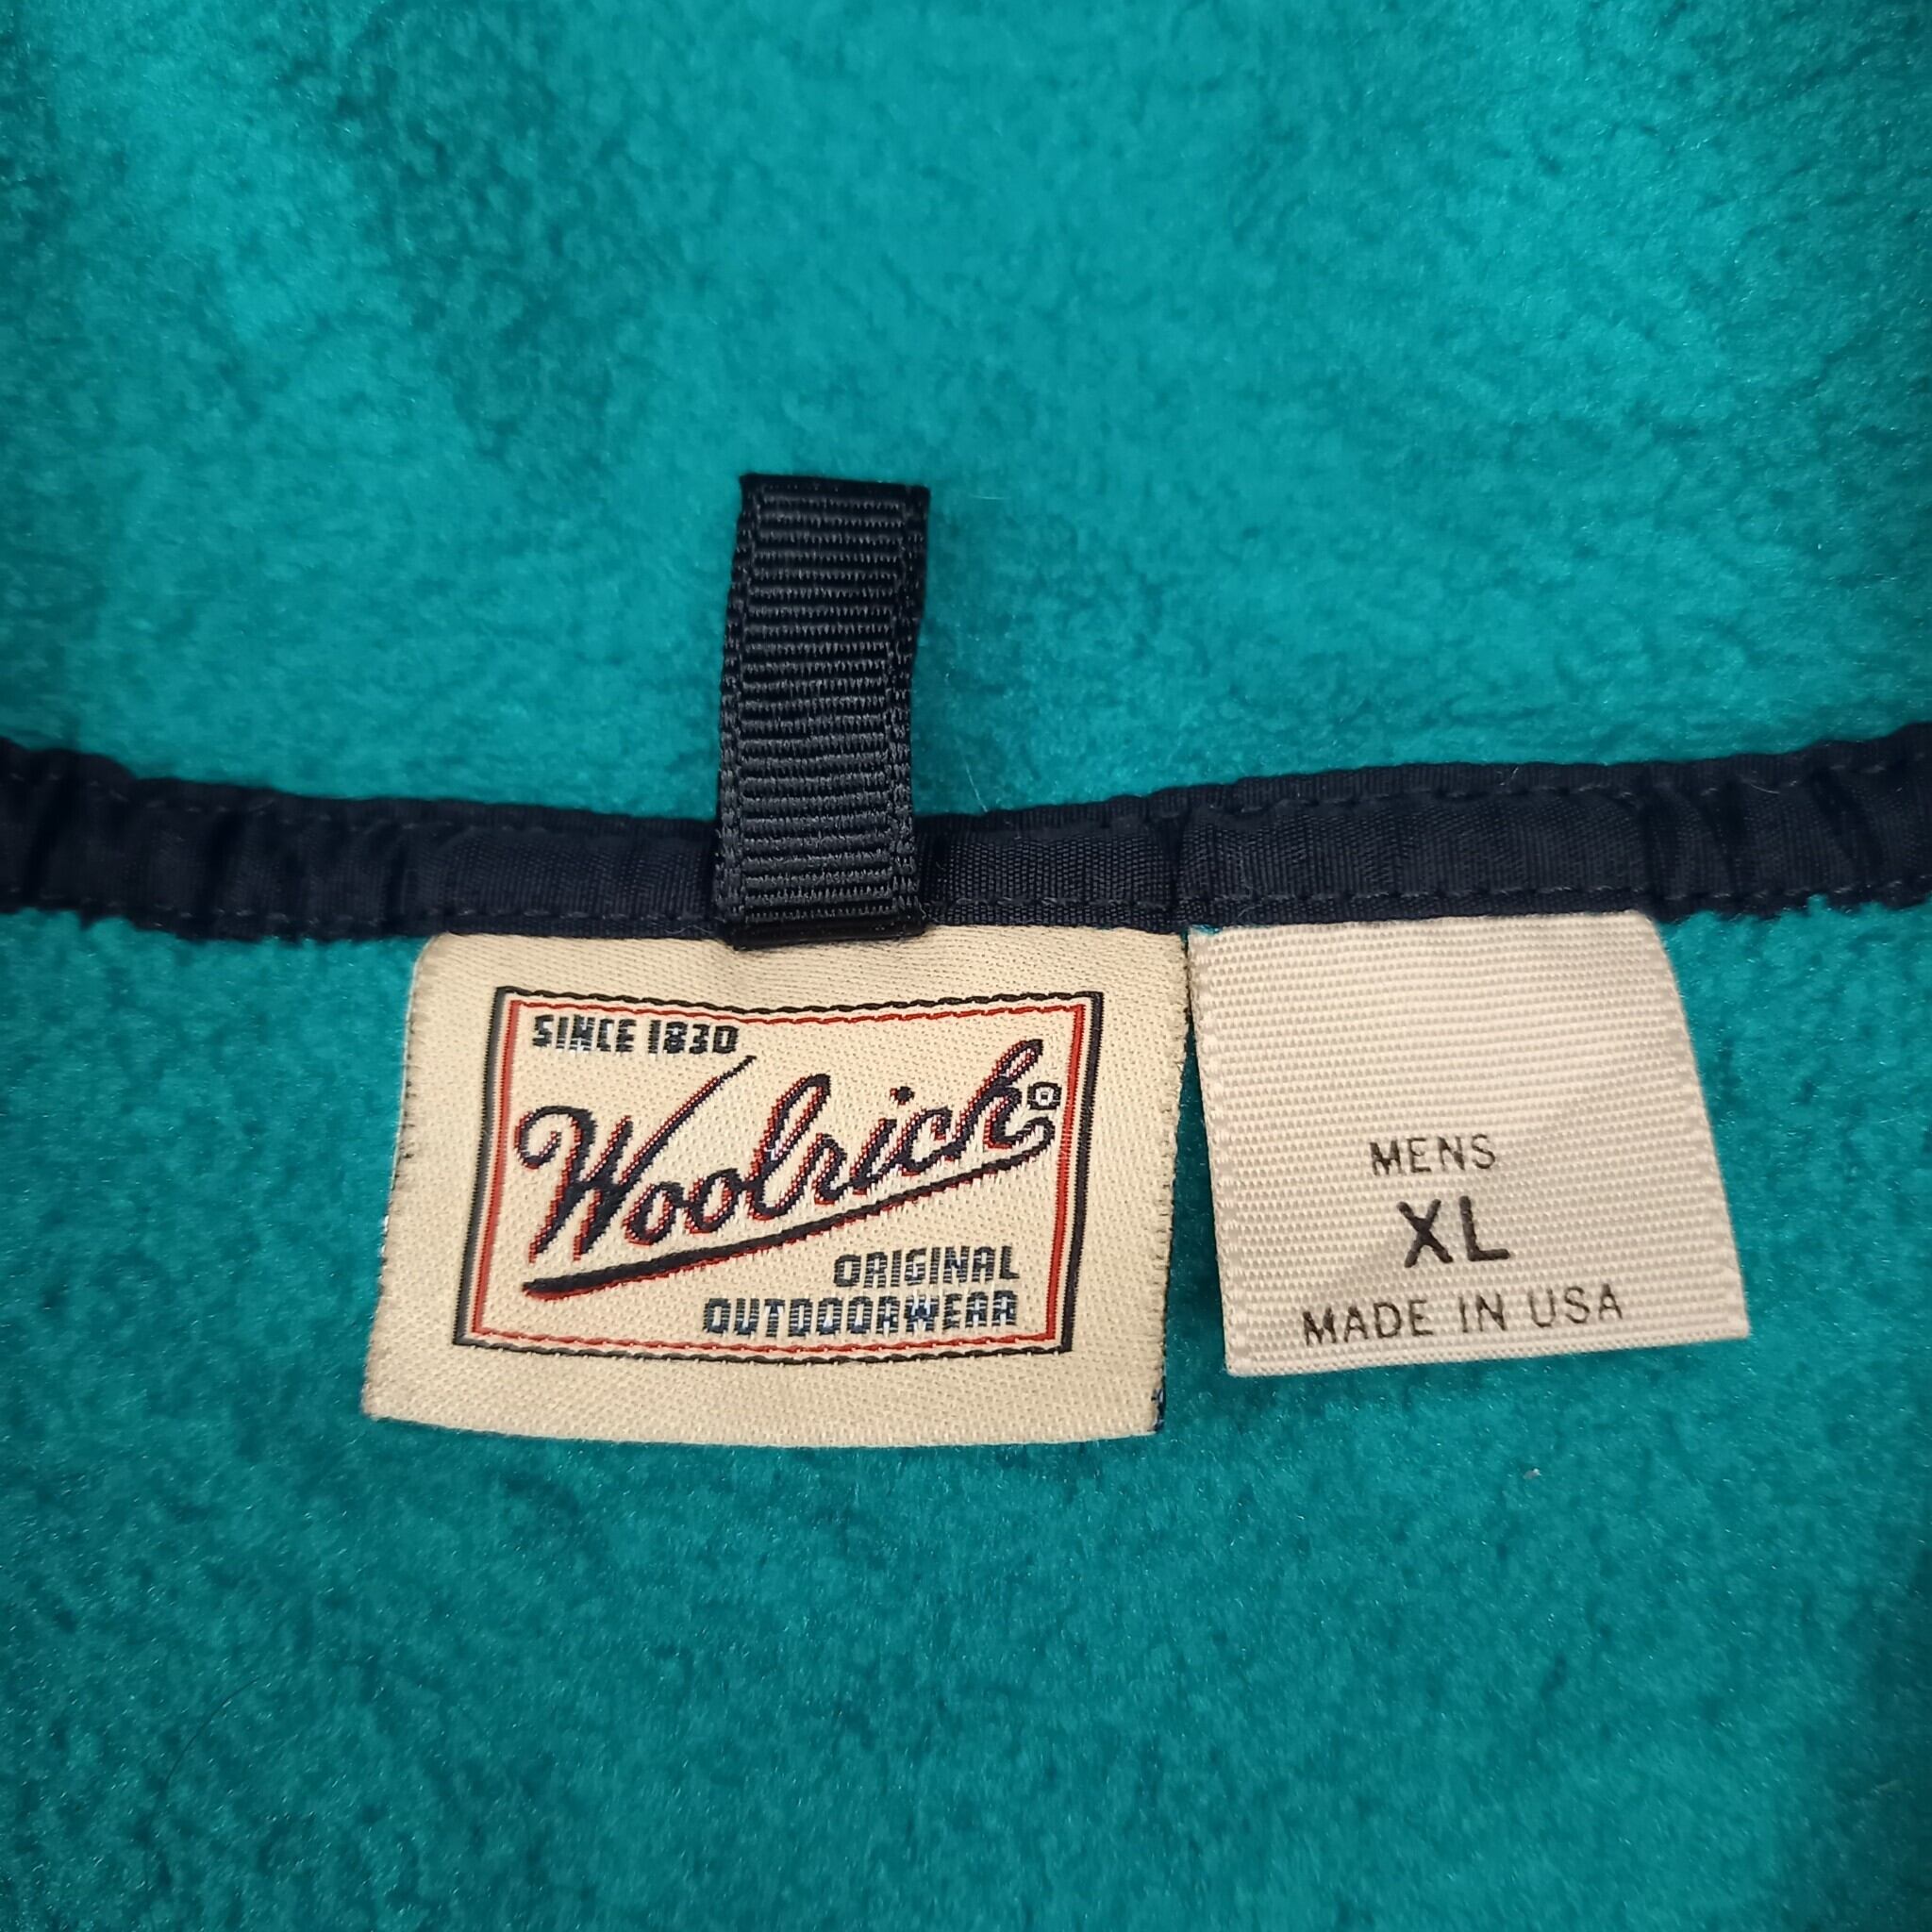 SINCE 1830
Woolrich®
ORIGINAL
OUTDOORWEAR
MENS
XL
MADE IN USA